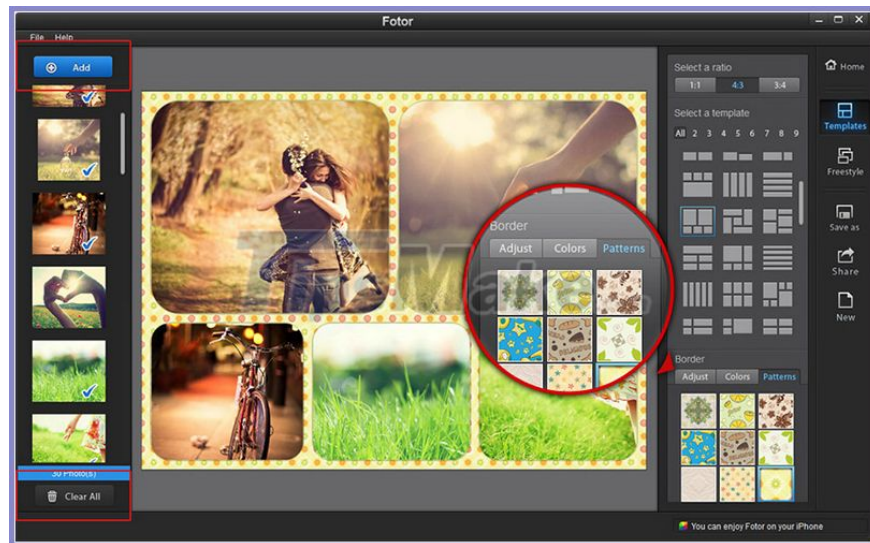 Fotor
File Help
Add
30 Photo(s)
Clear All
Border
Adjust Colors Patterns
Select a ratio
1:1 4:3 3:4
Select a template
All 2 3 4 5 6 7 8 9
Border
Adjust Colors Patterns
Home
Templates
Freestyle
Save as
Share
New
You can enjoy Fotor on your iPhone